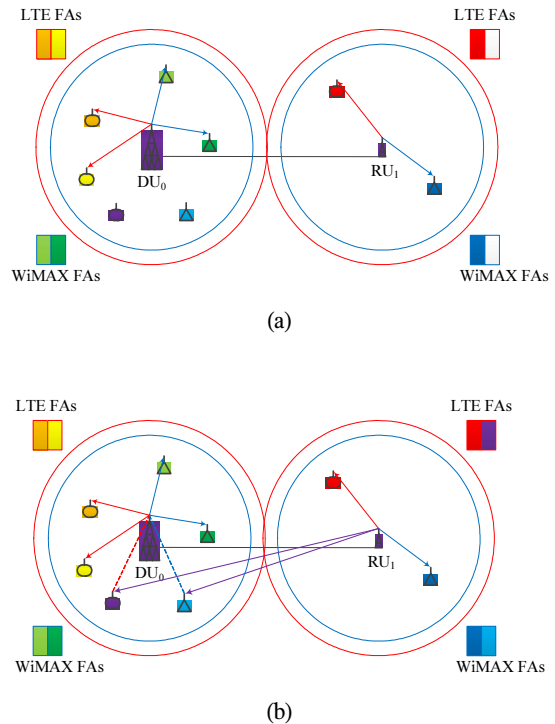 LTE FAs
LTE FAs
DU₀
RU₁
WiMAX FAs
WiMAX FAs
(a)
LTE FAs
LTE FAs
DU₀
RU₁
WiMAX FAs
WiMAX FAs
(b)